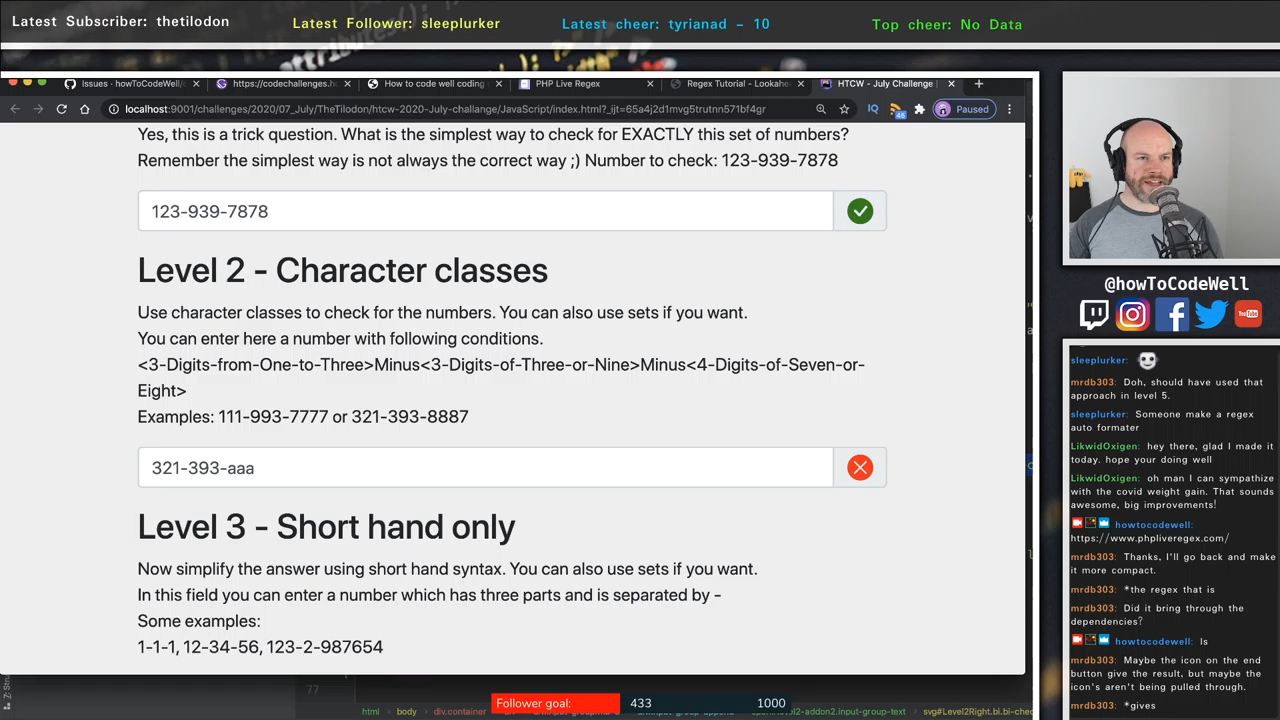 Latest Subscriber: thetilodon
Latest Follower: sleeplurker
Latest cheer: tyrianad - 10
Top cheer: No Data
Issues · howToCodeWell/
https://codechallenges.h
How to code well coding
PHP Live Regex
Regex Tutorial - Lookahe
HTCW - July Challenge
localhost:9001/challenges/2020/07_July/TheTilodon/htcw-2020-July-challange/JavaScript/index.html?_ijt=65a4j2d1mvg5trutnn571bf4gr
IQ
Paused
Yes, this is a trick question. What is the simplest way to check for EXACTLY this set of numbers?
Remember the simplest way is not always the correct way ;) Number to check: 123-939-7878
123-939-7878
Level 2 - Character classes
Use character classes to check for the numbers. You can also use sets if you want.
You can enter here a number with following conditions.
<3-Digits-from-One-to-Three>Minus<3-Digits-of-Three-or-Nine>Minus<4-Digits-of-Seven-or-
Eight>
Examples: 111-993-7777 or 321-393-8887
321-393-aaa
Level 3 - Short hand only
Now simplify the answer using short hand syntax. You can also use sets if you want.
In this field you can enter a number which has three parts and is separated by -
Some examples:
1-1-1, 12-34-56, 123-2-987654
@howToCodeWell
You Tube
sleeplurker:
mrdb303: Doh, should have used that
approach in level 5.
sleeplurker: Someone make a regex
auto formater
LikwidOxigen: hey there, glad I made it
today. hope your doing well
LikwidOxigen: oh man I can sympathize
with the covid weight gain. That sounds
awesome, big improvements!
howtocodewell:
https://www.phpliveregex.com/
mrdb303: Thanks, I'll go back and make
it more compact.
mrdb303: *the regex that is
mrdb303: Did it bring through the
dependencies?
howtocodewell: ls
mrdb303: Maybe the icon on the end
button give the result, but maybe the
icon's aren't being pulled through.
mrdb303: *gives
77
Follower goal: 433 1000
html
body
div.container